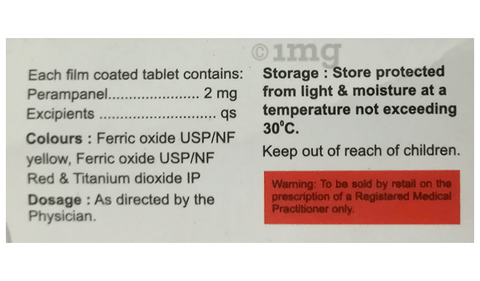 ©1mg
Each film coated tablet contains:
Perampanel...................... 2 mg
Excipients ............................ qs
Colours : Ferric oxide USP/NF
yellow, Ferric oxide USP/NF
Red & Titanium dioxide IP
Dosage : As directed by the
Physician.
Storage : Store protected
from light & moisture at a
temperature not exceeding
30°C.
Keep out of reach of children.
Warning: To be sold by retail on the
prescription of a Registered Medical
Practitioner only.